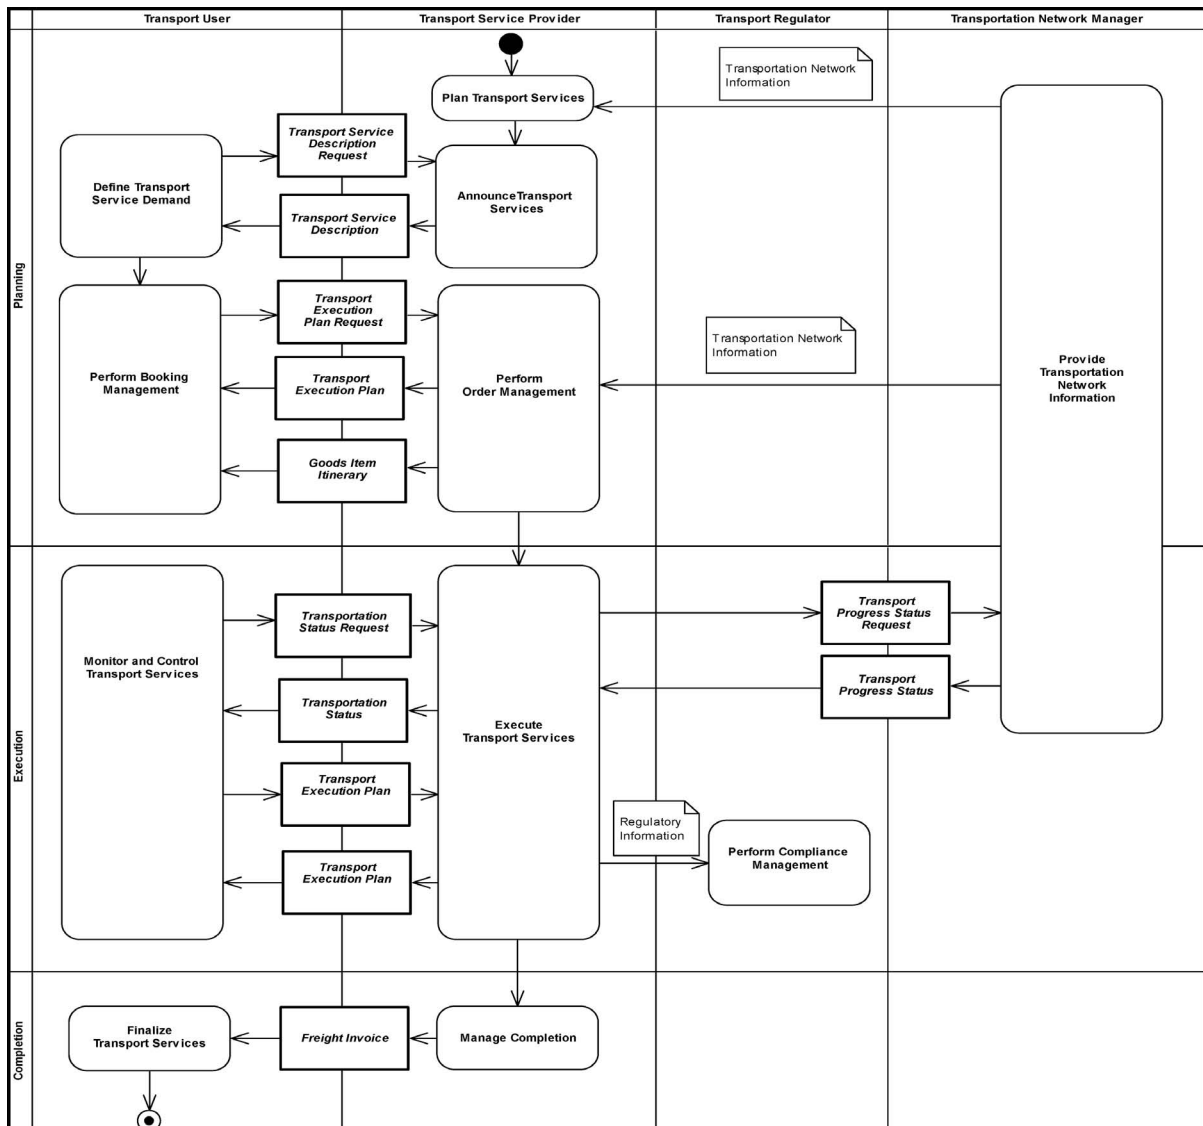 Transport User
Transport Service Provider
Transport Regulator
Transportation Network Manager
Planning
Plan Transport Services
Transportation Network
Information
Transport Service
Description
Request
Define Transport
Service Demand
AnnounceTransport
Services
Transport Service
Description
Transport
Execution
Plan Request
Transportation Network
Information
Perform Booking
Management
Transport
Execution Plan
Perform
Order Management
Provide
Transportation
Network
Information
Goods Item
Itinerary
Execution
Monitor and Control
Transport Services
Transportation
Status Request
Transport
Progress Status
Request
Transportation
Status
Execute
Transport Services
Transport
Progress Status
Transport
Execution Plan
Regulatory
Information
Perform Compliance
Management
Transport
Execution Plan
Completion
Finalize
Transport Services
Freight Invoice
Manage Completion